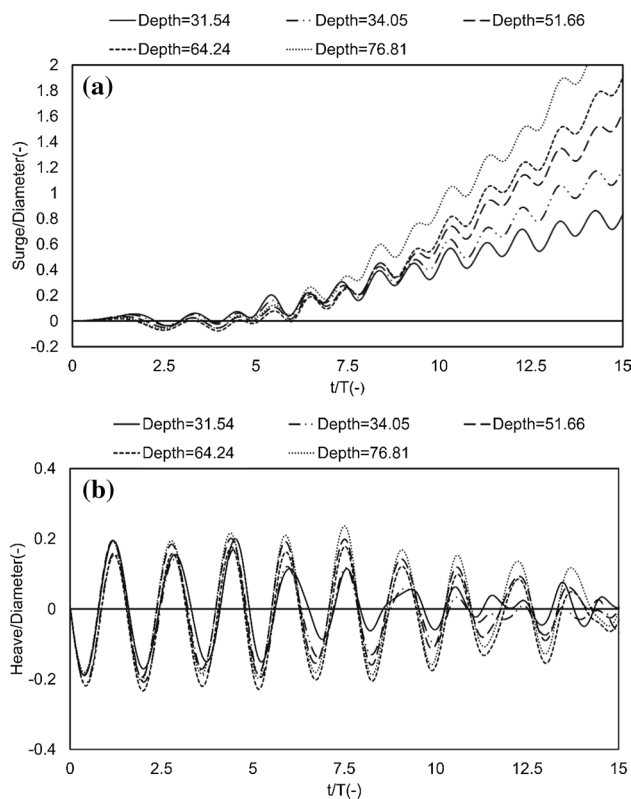 Depth=31.54 Depth=34.05 Depth=51.66
Depth=64.24 Depth=76.81
(a)
Surge/Diameter(-)
2
1.8
1.6
1.4
1.2
1
0.8
0.6
0.4
0.2
0
-0.2
0 2.5 5 7.5 10 12.5 15
t/T(-)
Depth=31.54 Depth=34.05 Depth=51.66
Depth=64.24 Depth=76.81
(b)
Heave/Diameter(-)
0.4
0.2
0
-0.2
-0.4
0 2.5 5 7.5 10 12.5 15
t/T(-)